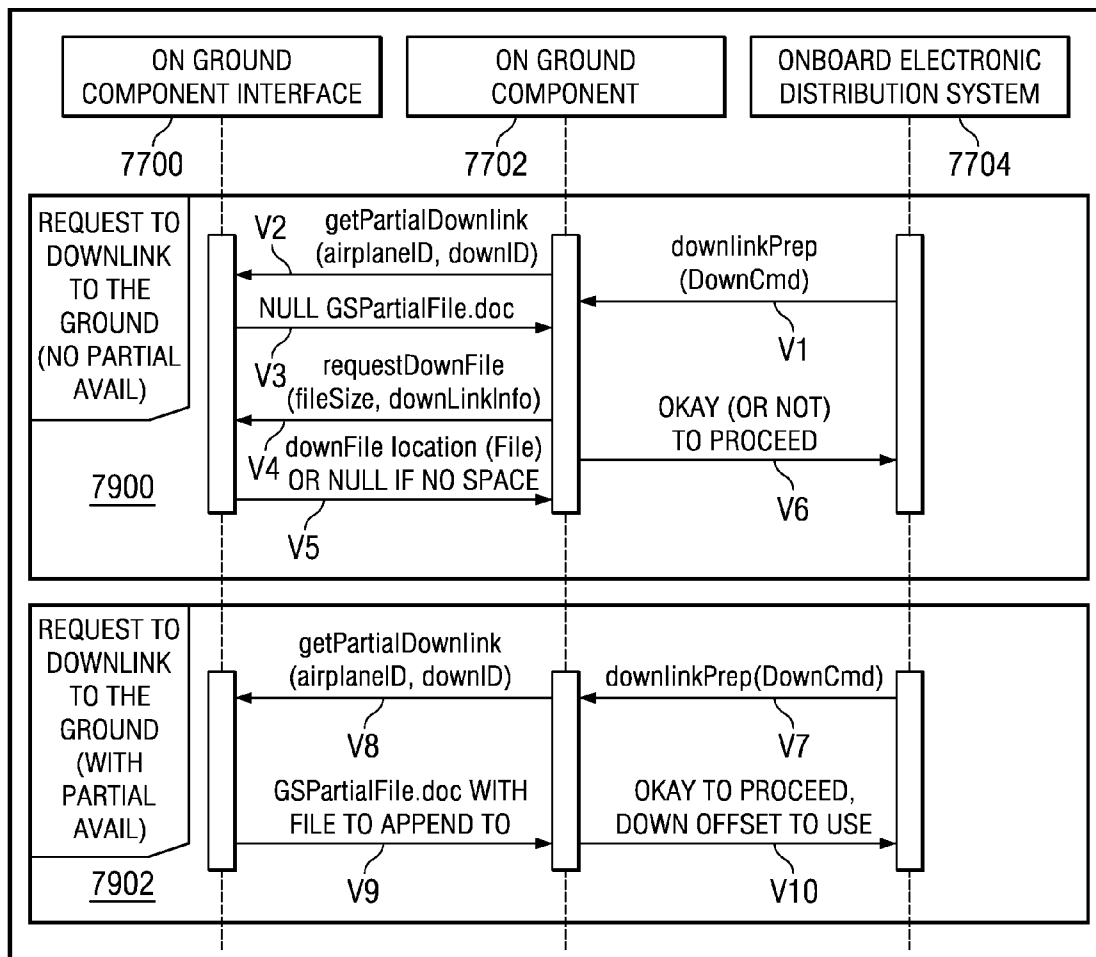 ON GROUND
COMPONENT INTERFACE
ON GROUND
COMPONENT
ONBOARD ELECTRONIC
DISTRIBUTION SYSTEM
7700
7702
7704
REQUEST TO
DOWNLINK
TO THE
GROUND
(NO PARTIAL
AVAIL)
7900
V2
getPartialDownlink
(airplaneID, downID)
downlinkPrep
(DownCmd)
V1
NULL GSPartialFile.doc
V3
requestDownFile
(fileSize, downLinkInfo)
V4
downFile location (File)
OR NULL IF NO SPACE
V5
OKAY (OR NOT)
TO PROCEED
V6
REQUEST TO
DOWNLINK
TO THE
GROUND
(WITH
PARTIAL
AVAIL)
7902
getPartialDownlink
(airplaneID, downID)
V8
downlinkPrep(DownCmd)
V7
GSPartialFile.doc WITH
FILE TO APPEND TO
V9
OKAY TO PROCEED,
DOWN OFFSET TO USE
V10